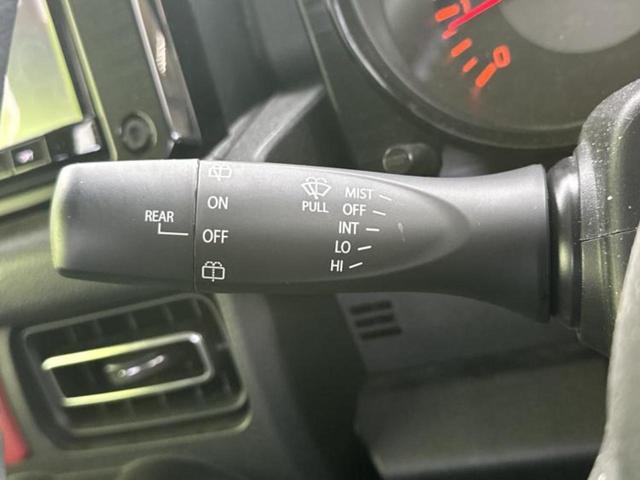 REAR
ON
OFF
PULL
MIST
OFF
INT
LO
HI